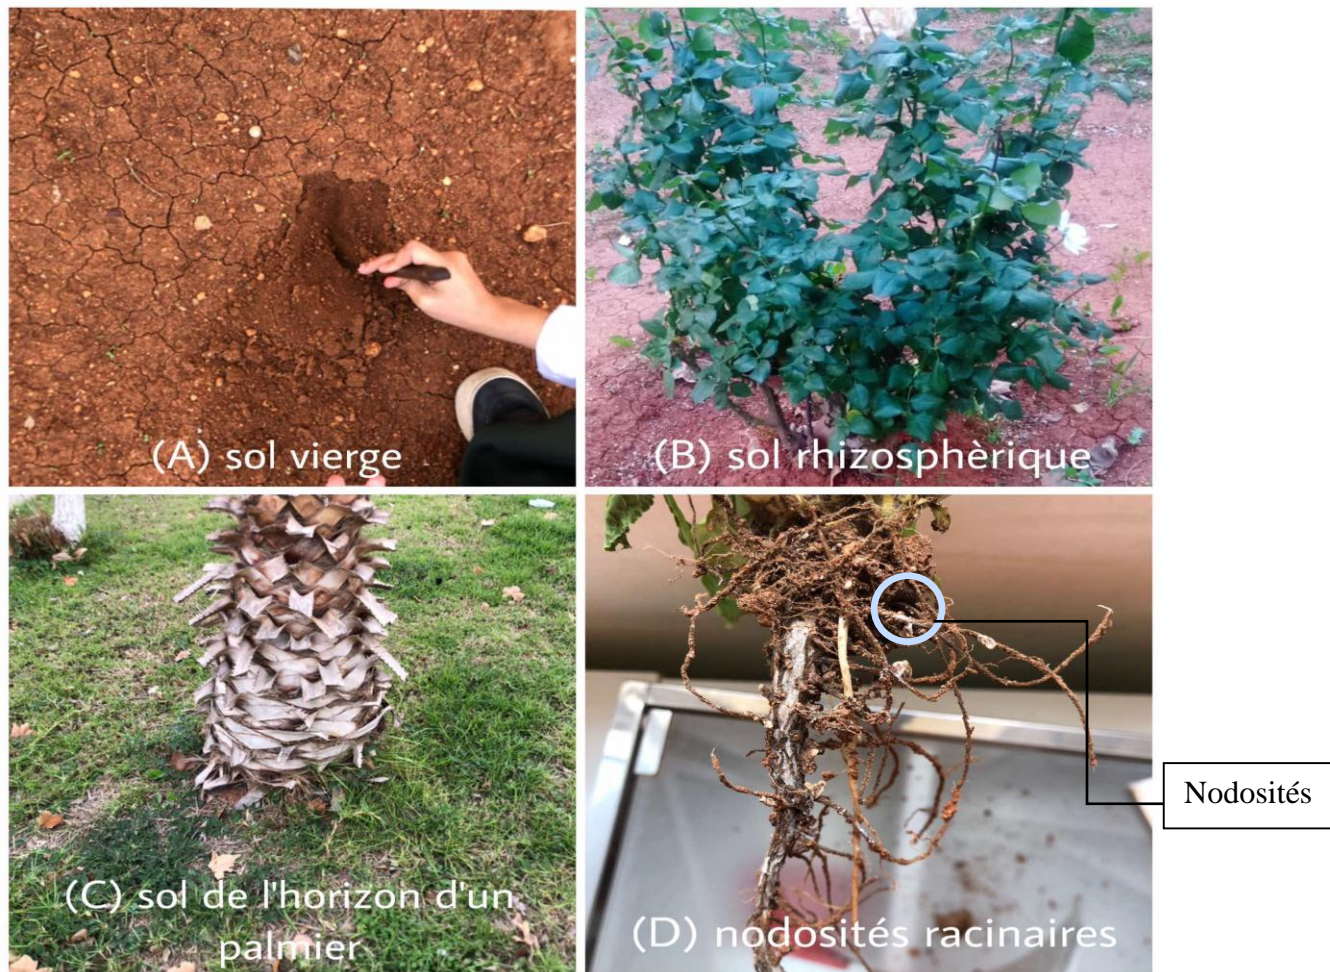 (A) sol vierge
(B) sol rhizosphèrique
(C) sol de l'horizon d'un
palmier
(D) nodosités racinaires
Nodosités